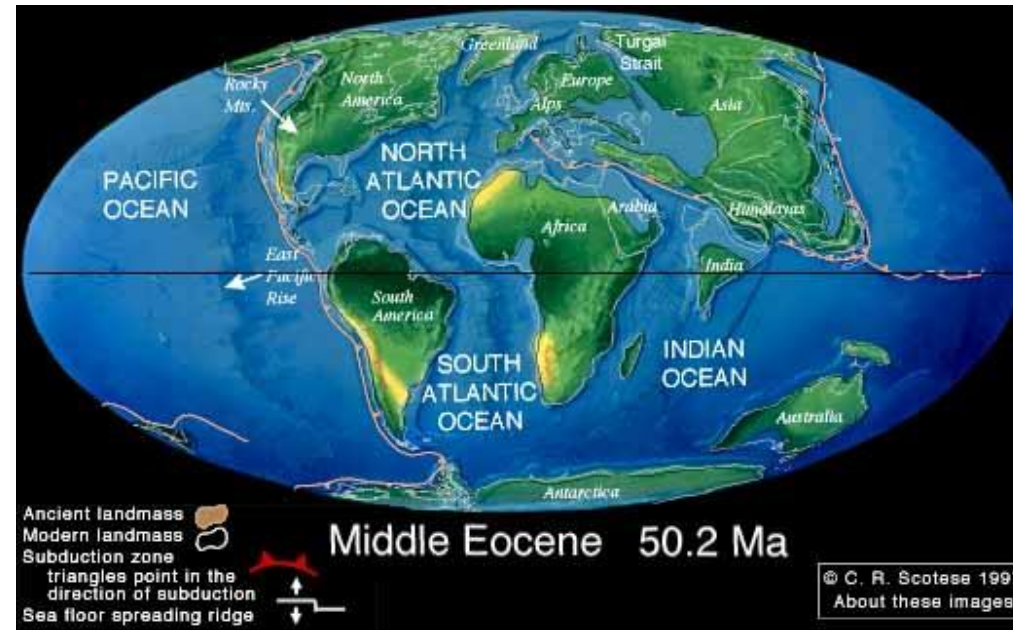 Greenland
Turgai
Strait
Rocky
Mts.
North
America
Europe
Alps
Asia
NORTH
ATLANTIC
OCEAN
PACIFIC
OCEAN
Africa
Arabia
Himalayas
India
East
Pacific
Rise
South
America
SOUTH
ATLANTIC
OCEAN
INDIAN
OCEAN
Australia
Antarctica
Ancient landmass
Modern landmass
Subduction zone
triangles point in the
direction of subduction
Sea floor spreading ridge
Middle Eocene 50.2 Ma
© C. R. Scotese 199
About these images